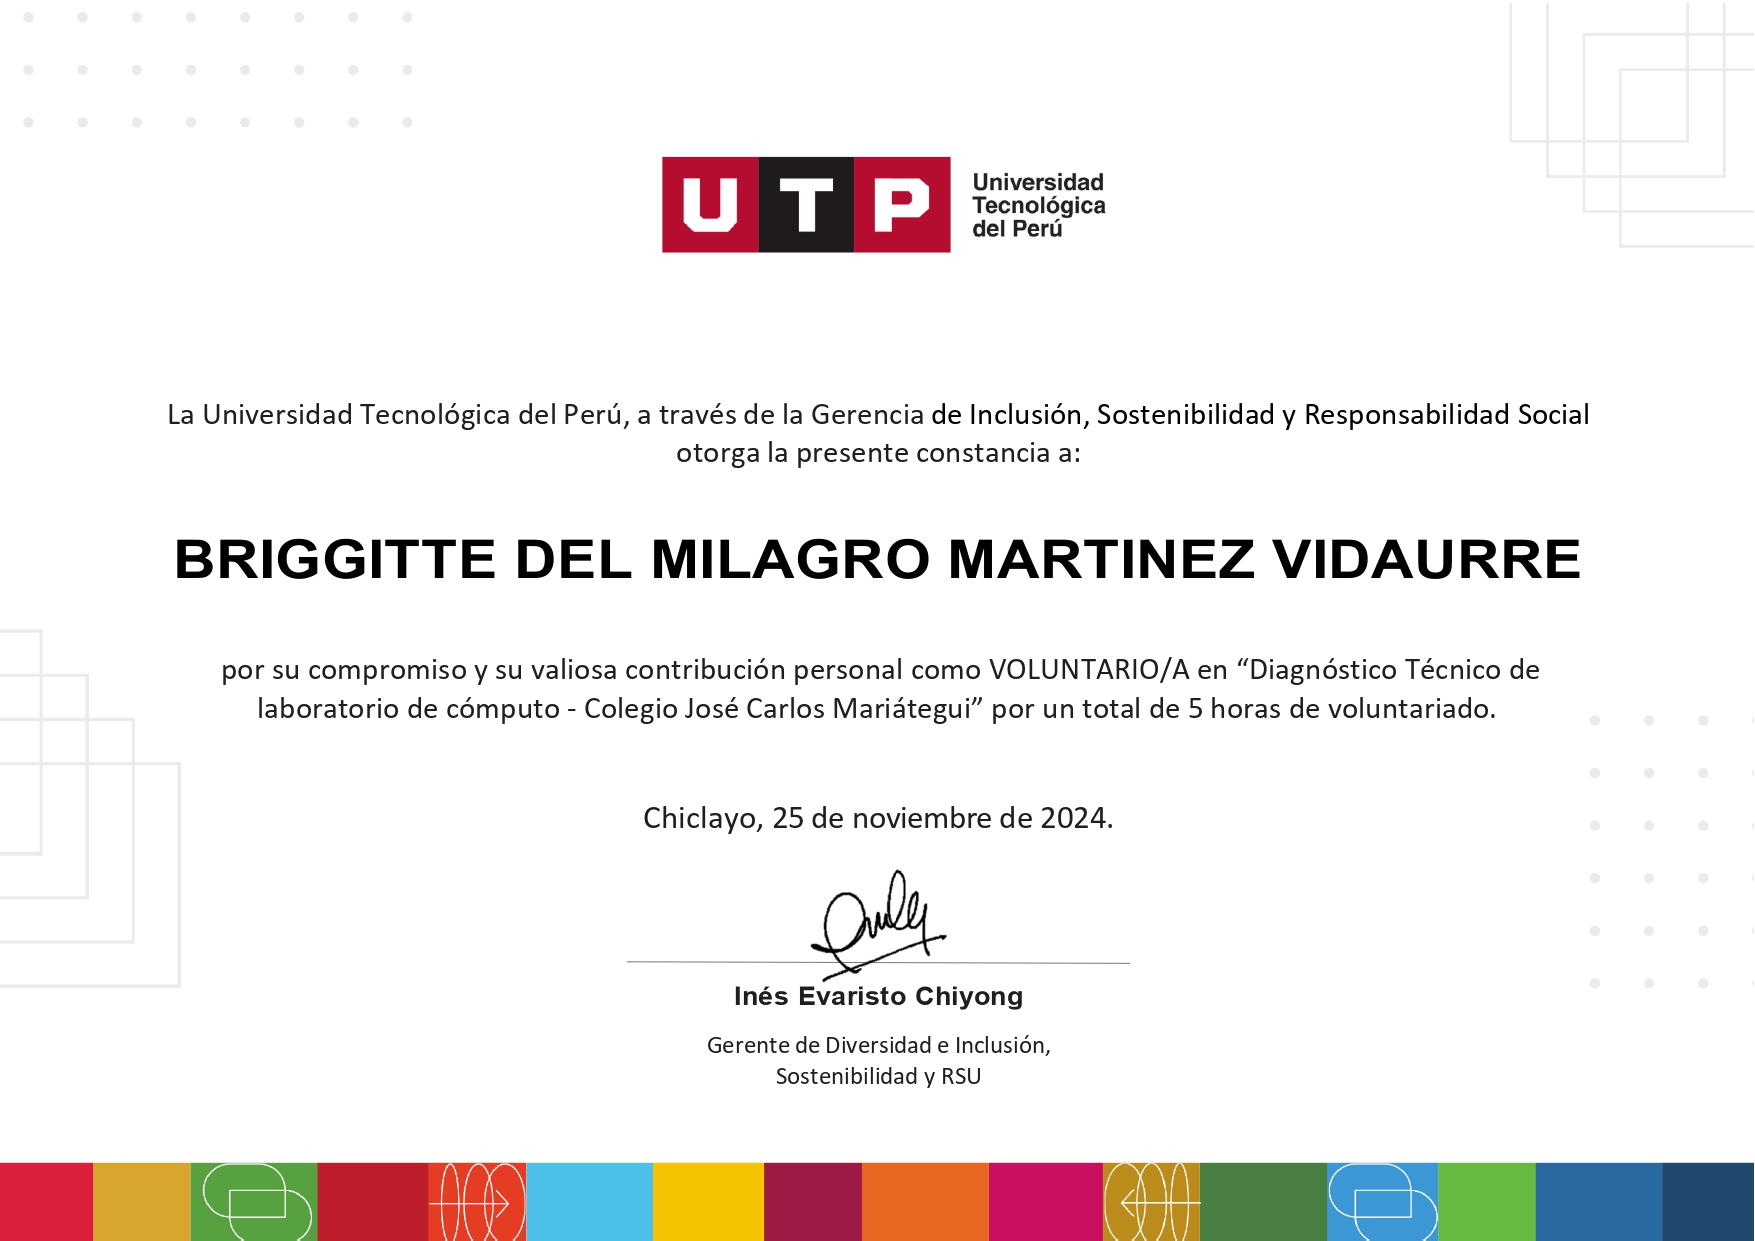 UTP
Universidad
Tecnológica
del Perú
La Universidad Tecnológica del Perú, a través de la Gerencia de Inclusión, Sostenibilidad y Responsabilidad Social
otorga la presente constancia a:
BRIGGITTE DEL MILAGRO MARTINEZ VIDAURRE
por su compromiso y su valiosa contribución personal como VOLUNTARIO/A en “Diagnóstico Técnico de
laboratorio de cómputo - Colegio José Carlos Mariátegui” por un total de 5 horas de voluntariado.
Chiclayo, 25 de noviembre de 2024.
Inés Evaristo Chiyong
Gerente de Diversidad e Inclusión,
Sostenibilidad y RSU